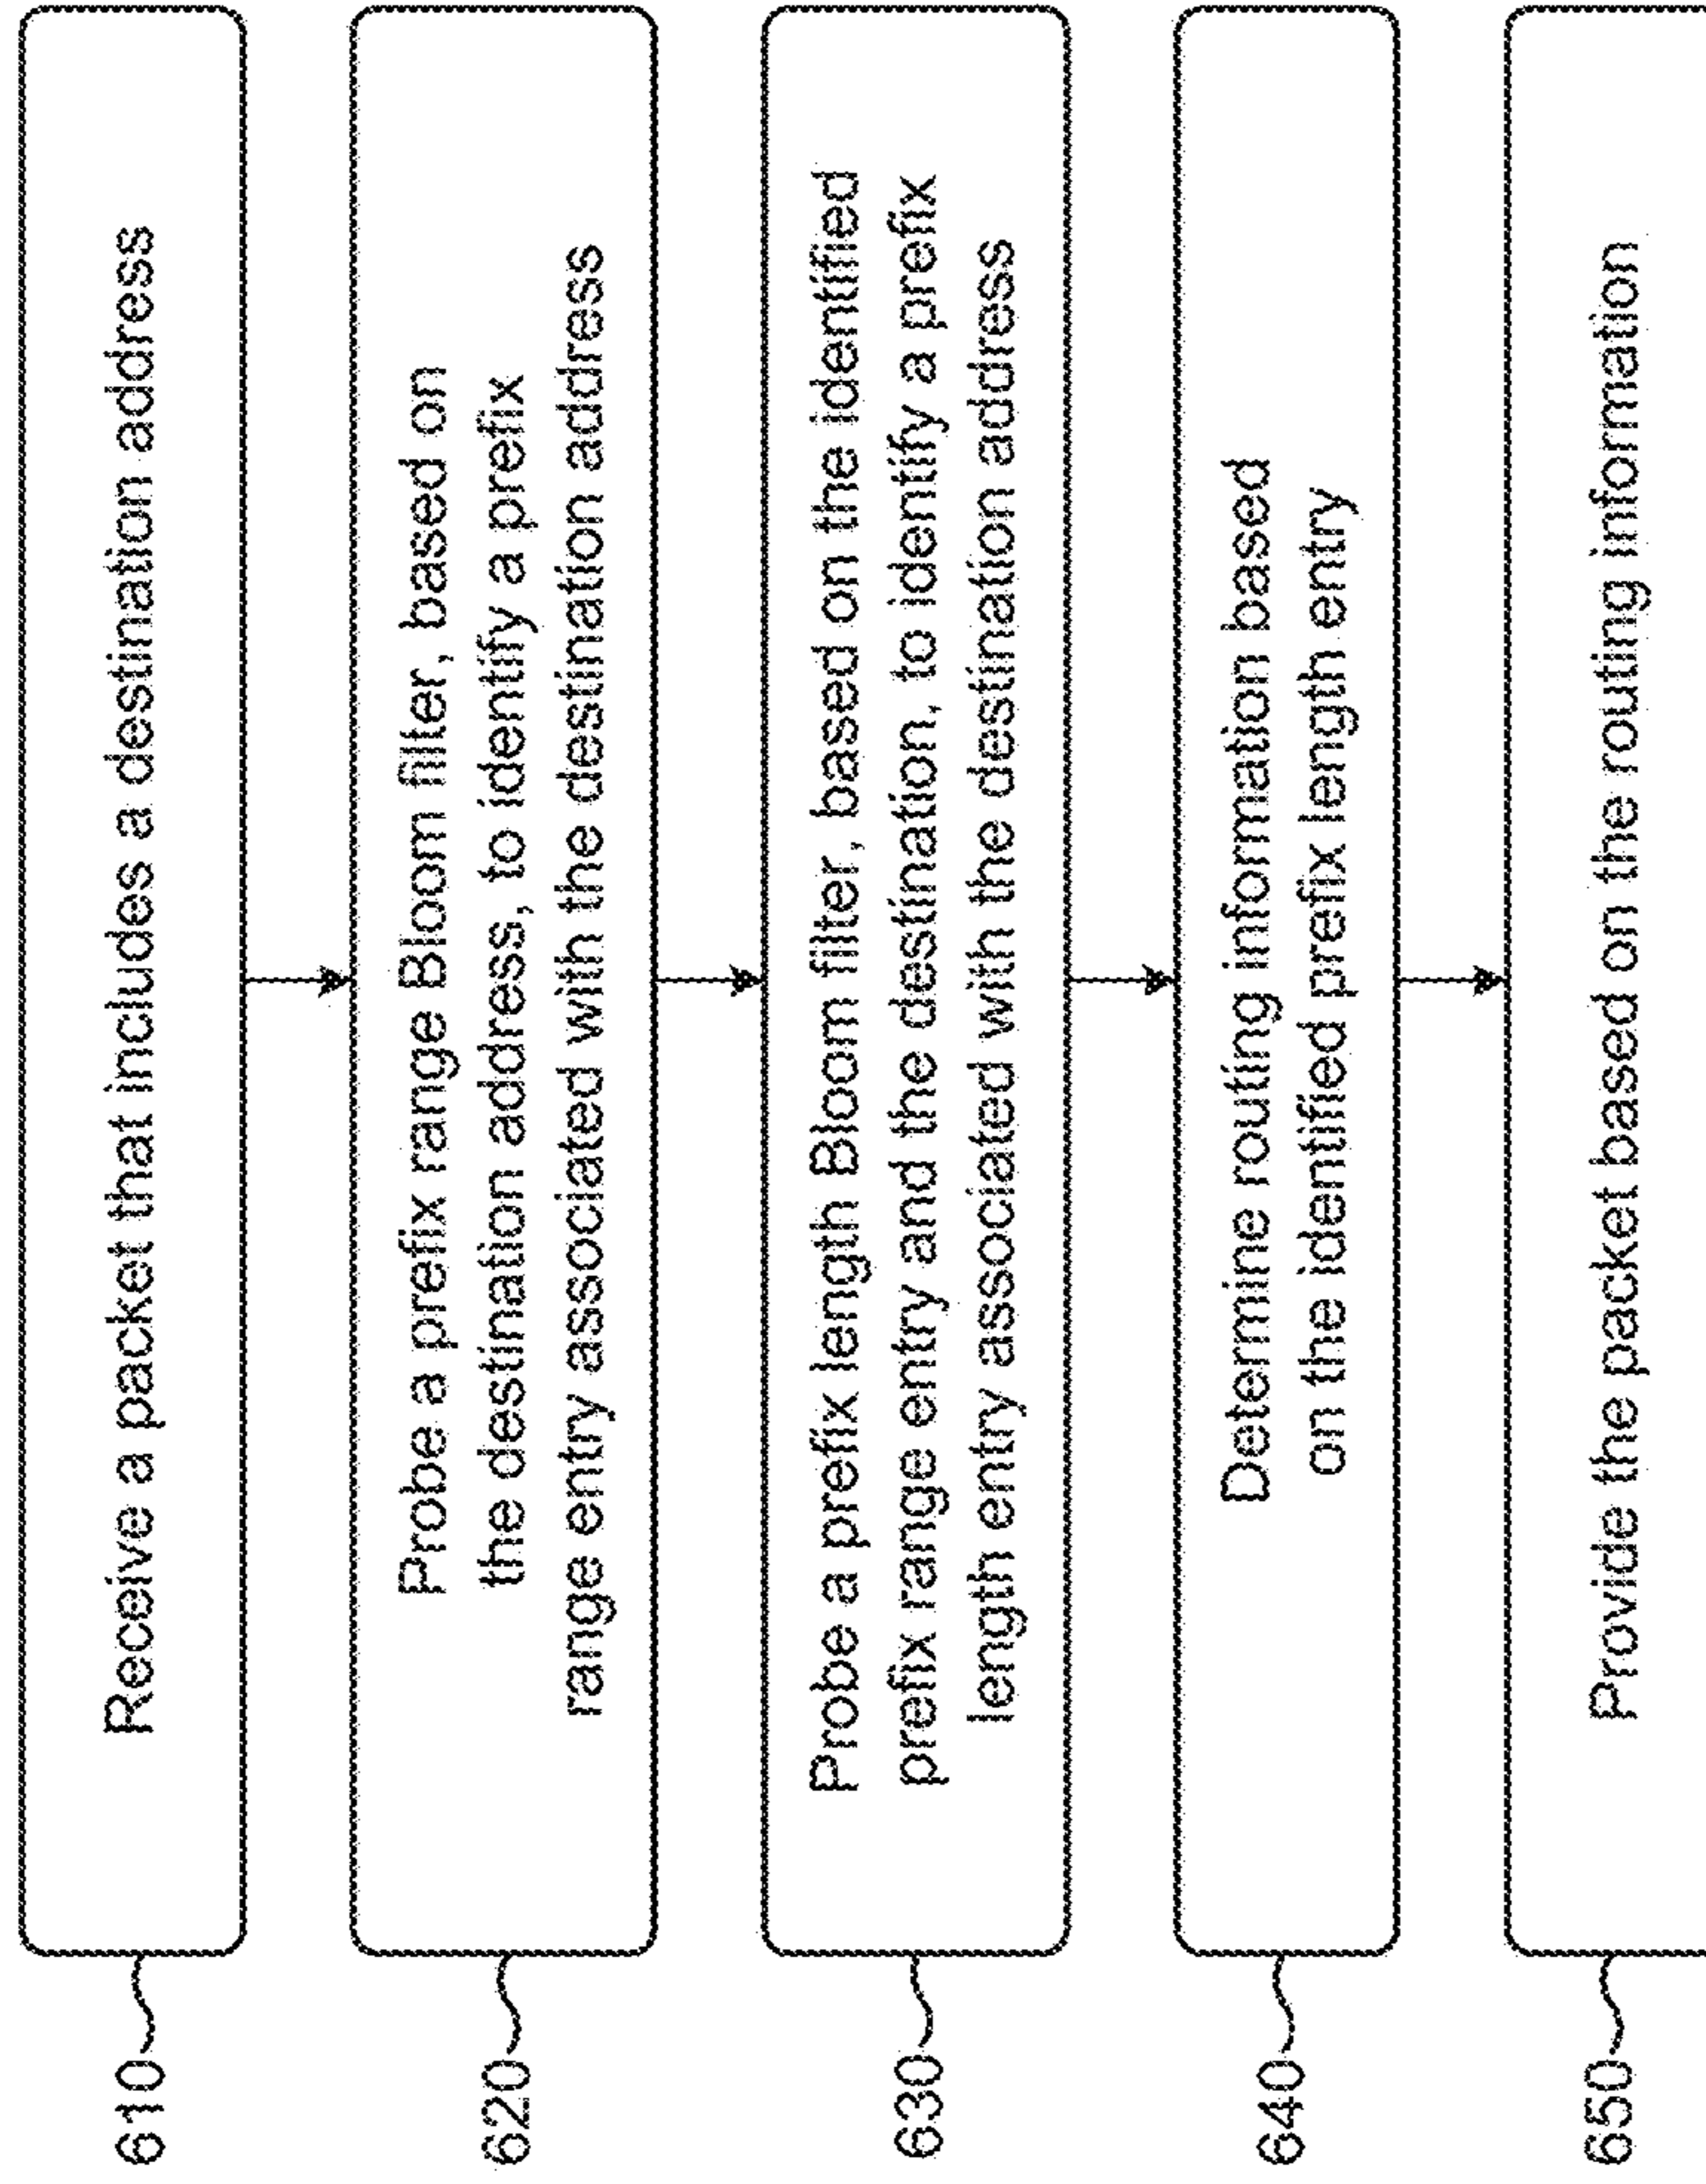 610
Receive a packet that includes a destination address
620
Probe a prefix range Bloom filter, based on
the destination address, to identify a prefix
range entry associated with the destination address
630
Probe a prefix length Bloom filter, based on the identified
prefix range entry and the destination, to identify a prefix
length entry associated with the destination address
640
Determine routing information based
on the identified prefix length entry
650
Provide the packet based on the routing information